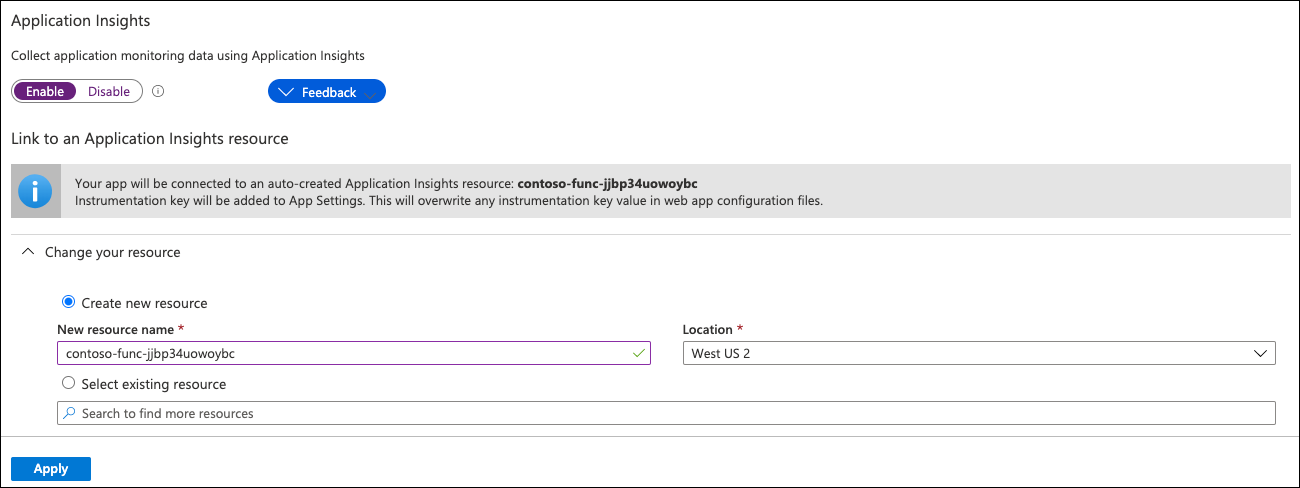 Application Insights
Collect application monitoring data using Application Insights
Enable Disable
Feedback
Link to an Application Insights resource
Your app will be connected to an auto-created Application Insights resource: contoso-func-jjbp34uowoybc
Instrumentation key will be added to App Settings. This will overwrite any instrumentation key value in web app configuration files.
Change your resource
Create new resource
New resource name * Location *
contoso-func-jjbp34uowoybc West US 2
Select existing resource
Search to find more resources
Apply